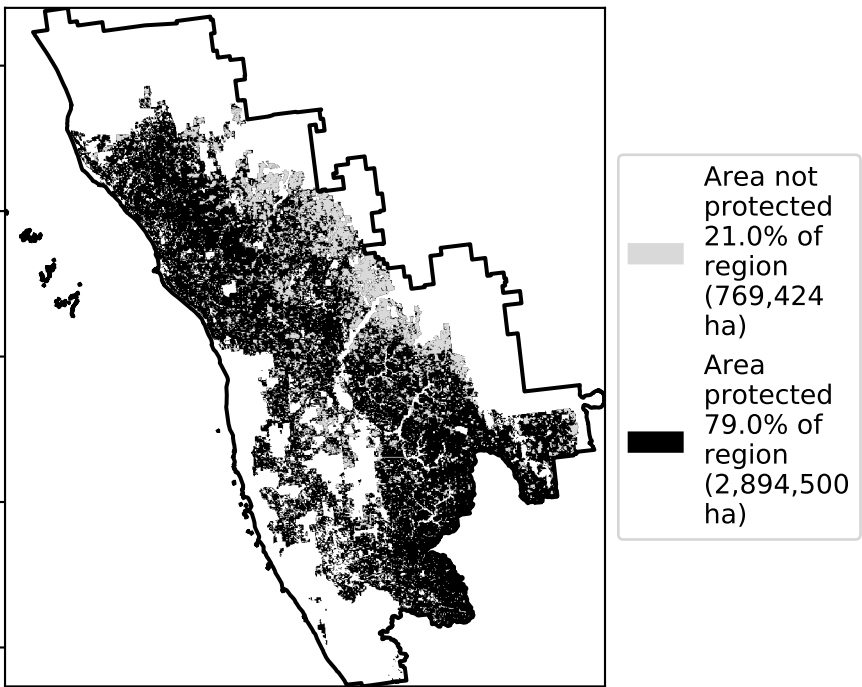 Area not
protected
21.0% of
region
(769,424
ha)
Area
protected
79.0% of
region
(2,894,500
ha)